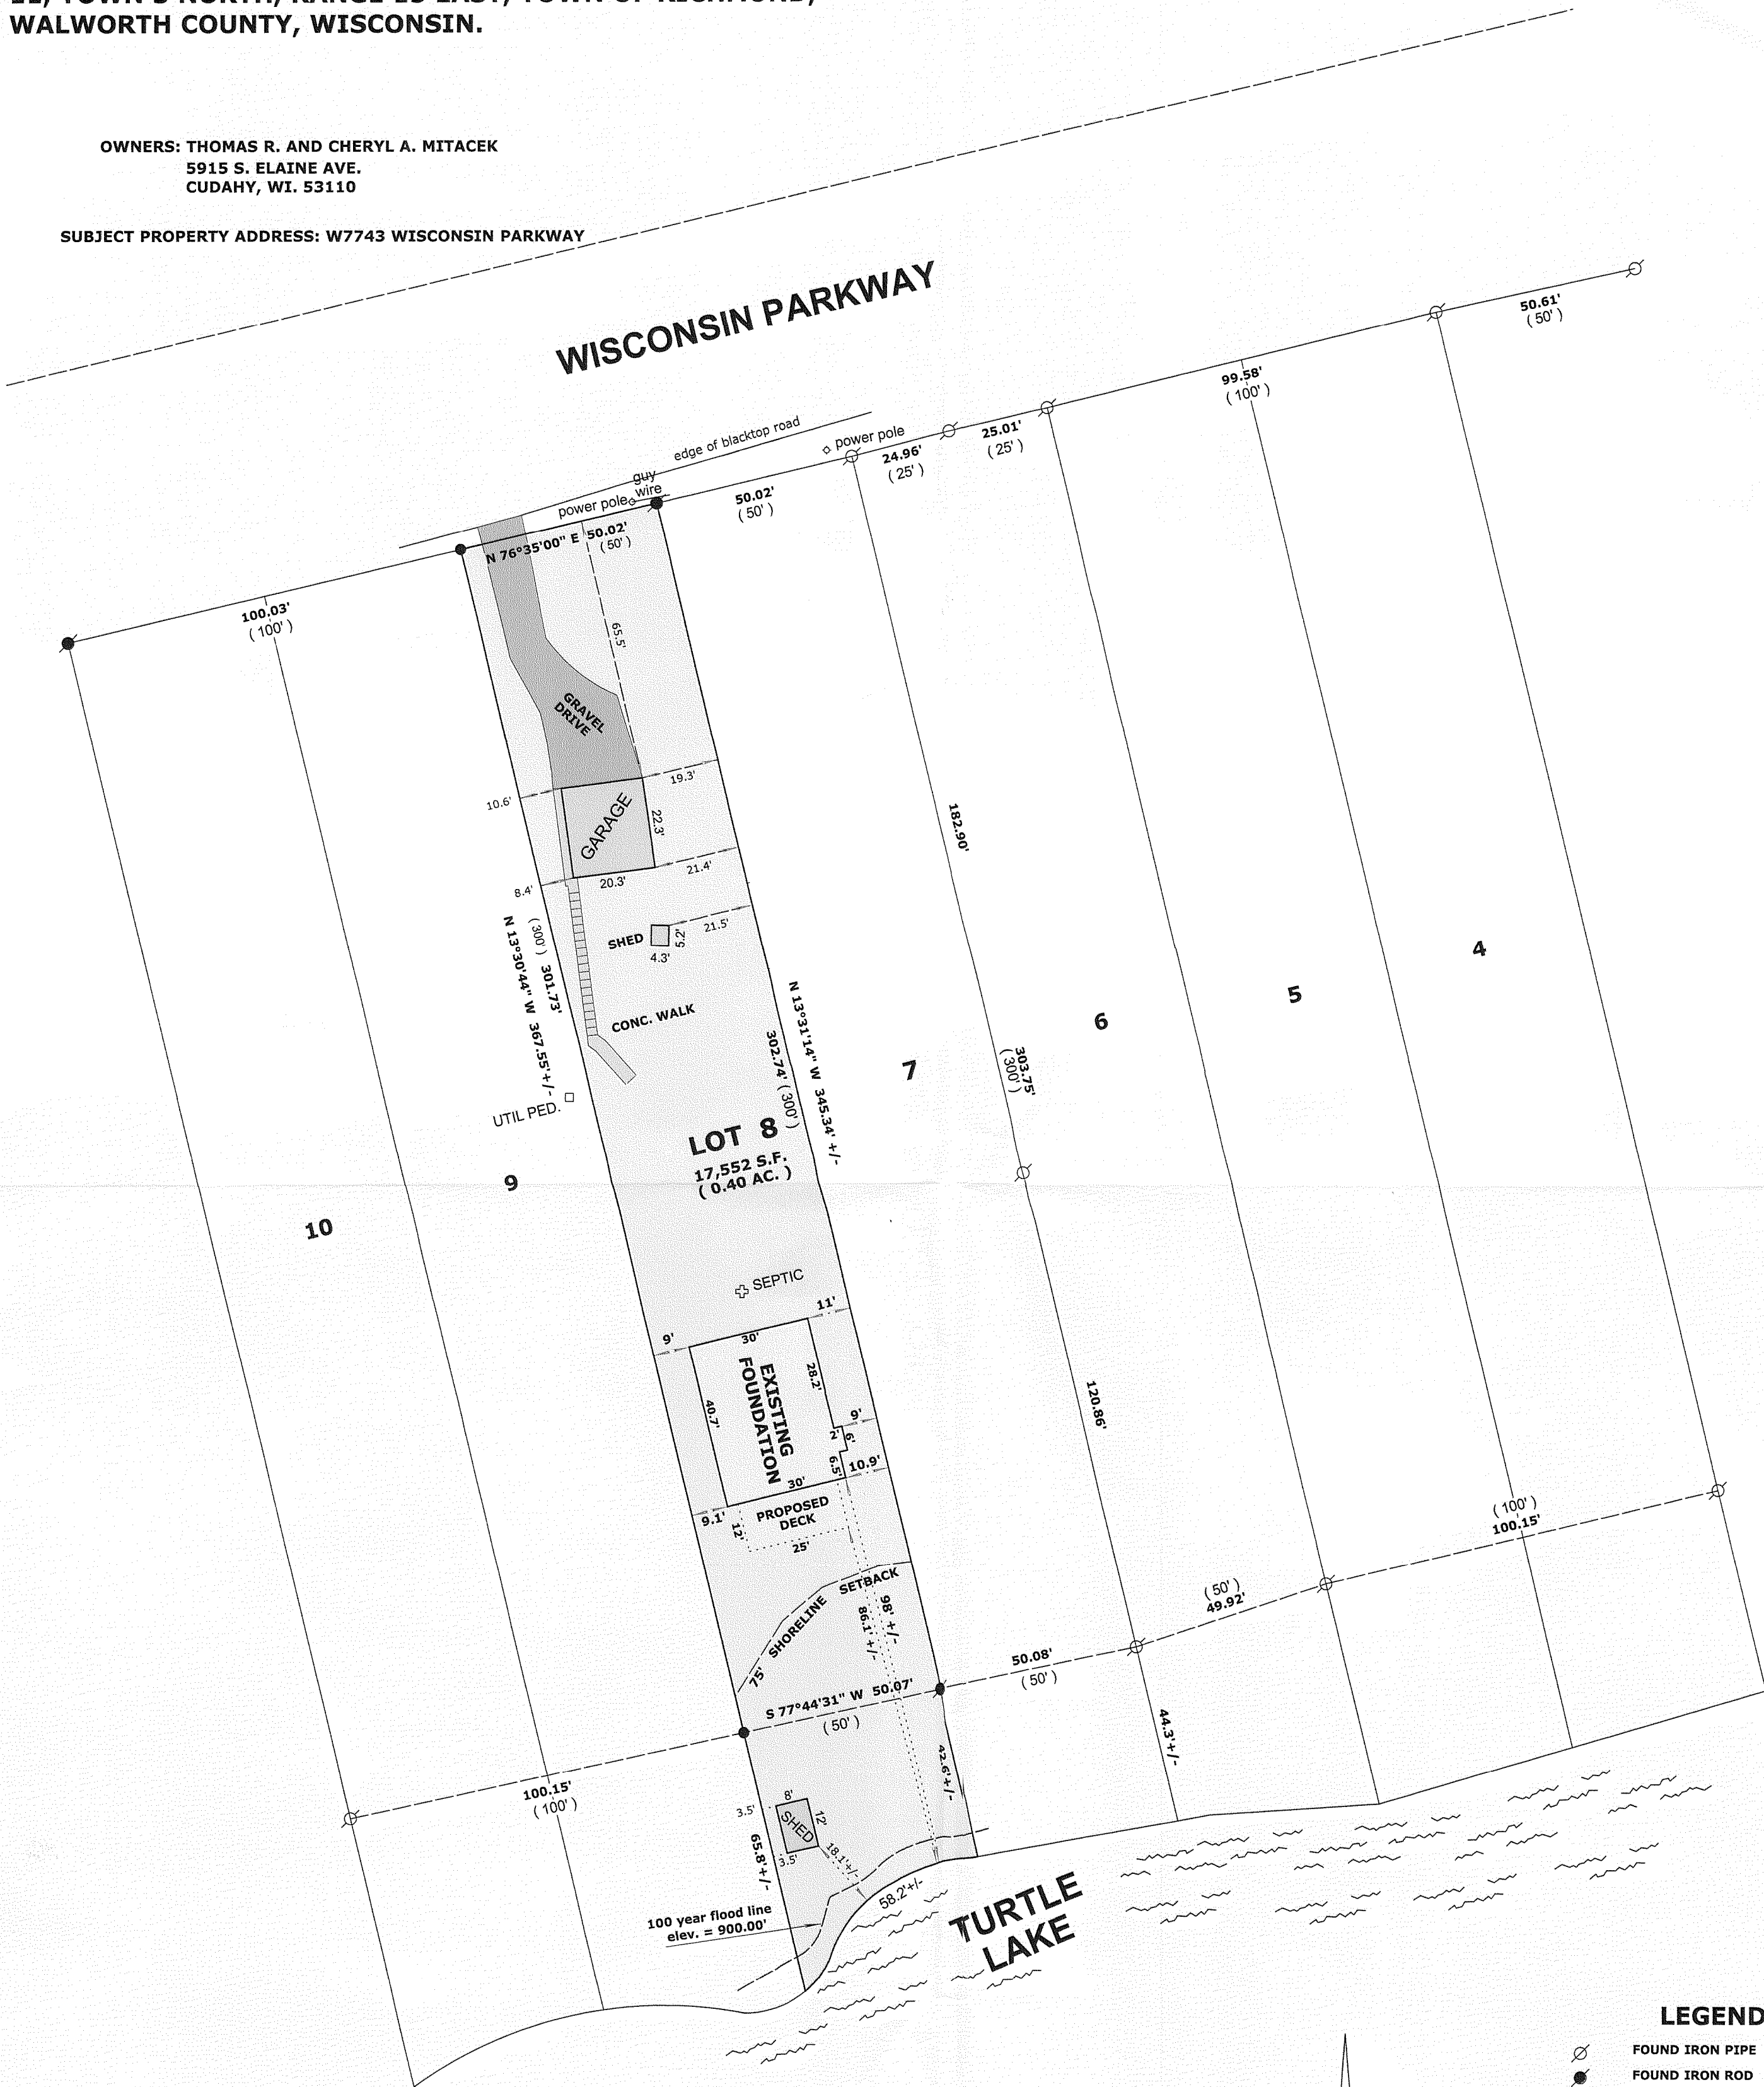 WALWORTH COUNTY, WISCONSIN.
OWNERS: THOMAS R. AND CHERYL A. MITACEK
5915 S. ELAINE AVE.
CUDAHY, WI. 53110
SUBJECT PROPERTY ADDRESS: W7743 WISCONSIN PARKWAY
WISCONSIN PARKWAY
50.61'
( 50' )
99.58'
( 100' )
edge of blacktop road
power pole
25.01'
( 25' )
24.96'
( 25' )
guy
wire
power pole
50.02'
( 50' )
N 76°35'00" E 50.02'
( 50' )
100.03'
( 100' )
65.5'
GRAVEL
DRIVE
19.3'
10.6'
GARAGE
22.3'
182.90'
20.3'
21.4'
8.4'
SHED
5.2'
21.5'
4.3'
N 13°30'44" W 367.55'+/-
( 300' ) 301.73'
CONC. WALK
N 13°31'14" W 345.34' +/-
302.74' ( 300' )
4
5
6
7
303.75'
( 300' )
UTIL PED.
LOT 8
17,552 S.F.
( 0.40 AC. )
9
10
SEPTIC
11'
9'
30'
28.2'
EXISTING
FOUNDATION
40.7'
9'
2'
6'
6.5'
10.9'
30'
120.86'
9.1'
PROPOSED
DECK
12'
25'
( 100' )
100.15'
75' SHORELINE SETBACK
86.1' +/-
98' +/-
( 50' )
49.92'
50.08'
( 50' )
S 77°44'31" W 50.07'
( 50' )
44.3'+/-
42.6'+/-
100.15'
( 100' )
8'
3.5'
SHED
12'
3.5'
18.1'+/-
65.8'+/-
58.2'+/-
100 year flood line
elev. = 900.00'
TURTLE
LAKE
LEGEND
FOUND IRON PIPE
FOUND IRON ROD